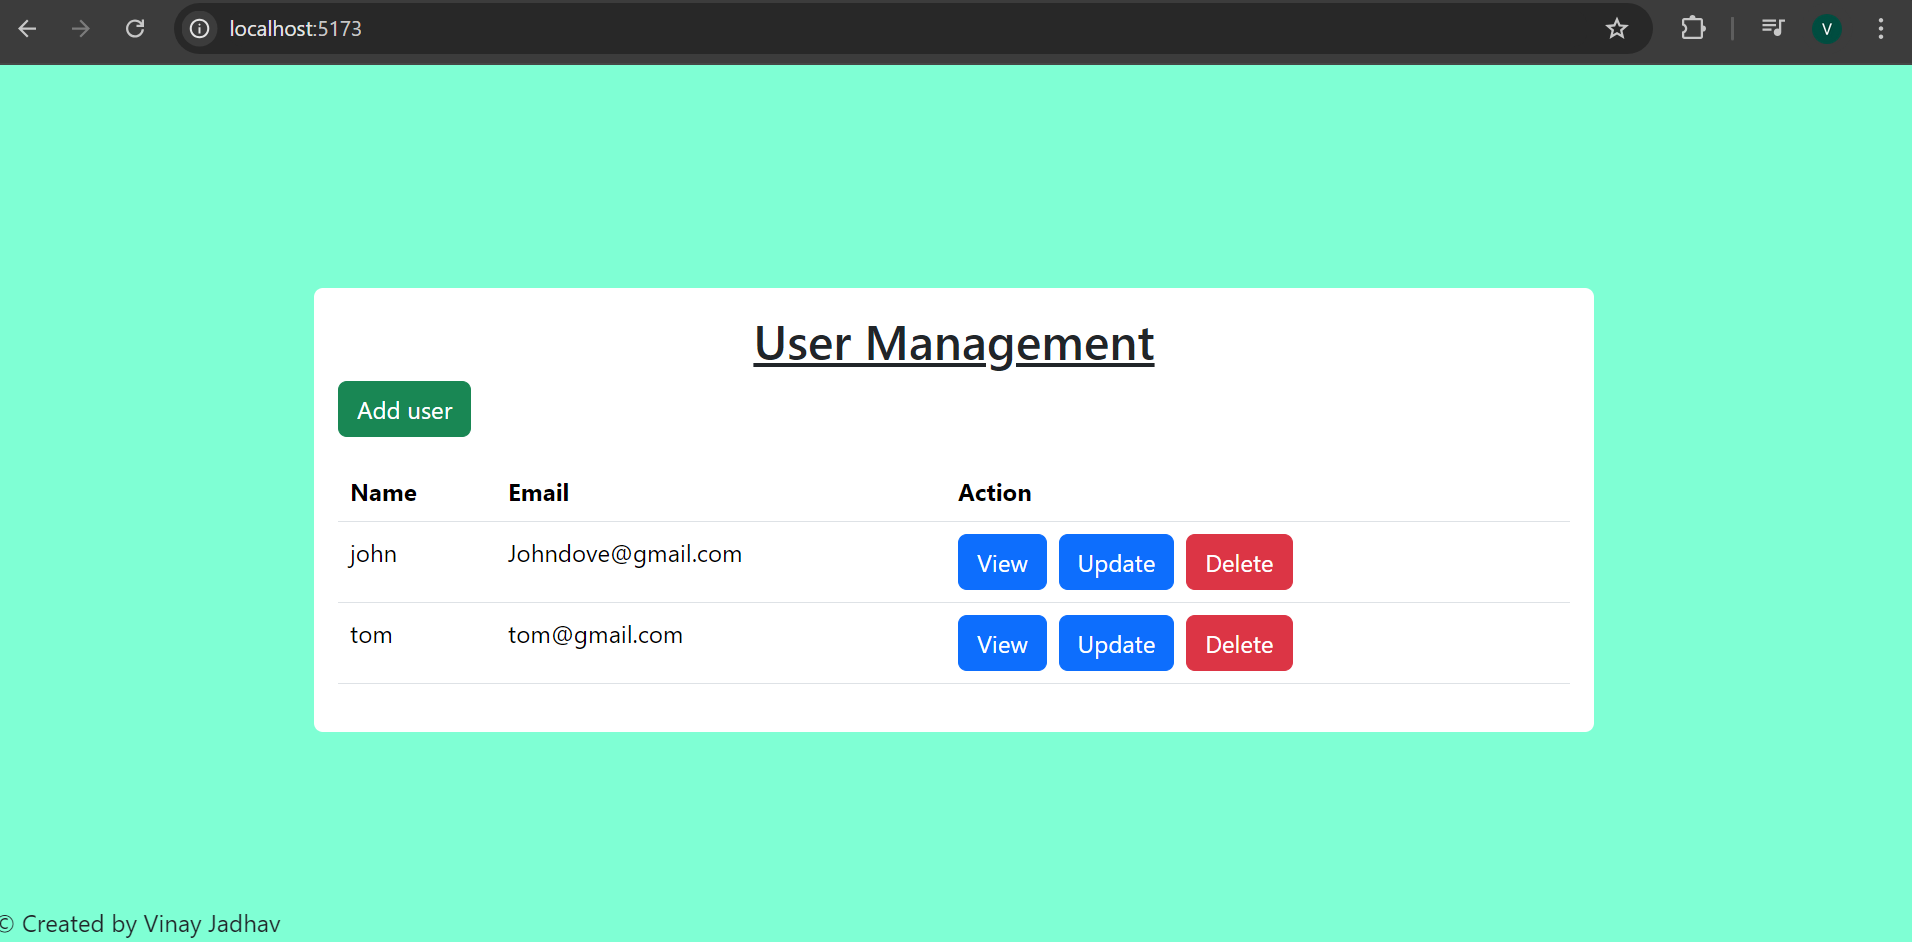 localhost:5173
V
User Management
Add user
Name Email Action
john Johndove@gmail.com View Update Delete
tom tom@gmail.com View Update Delete
© Created by Vinay Jadhav